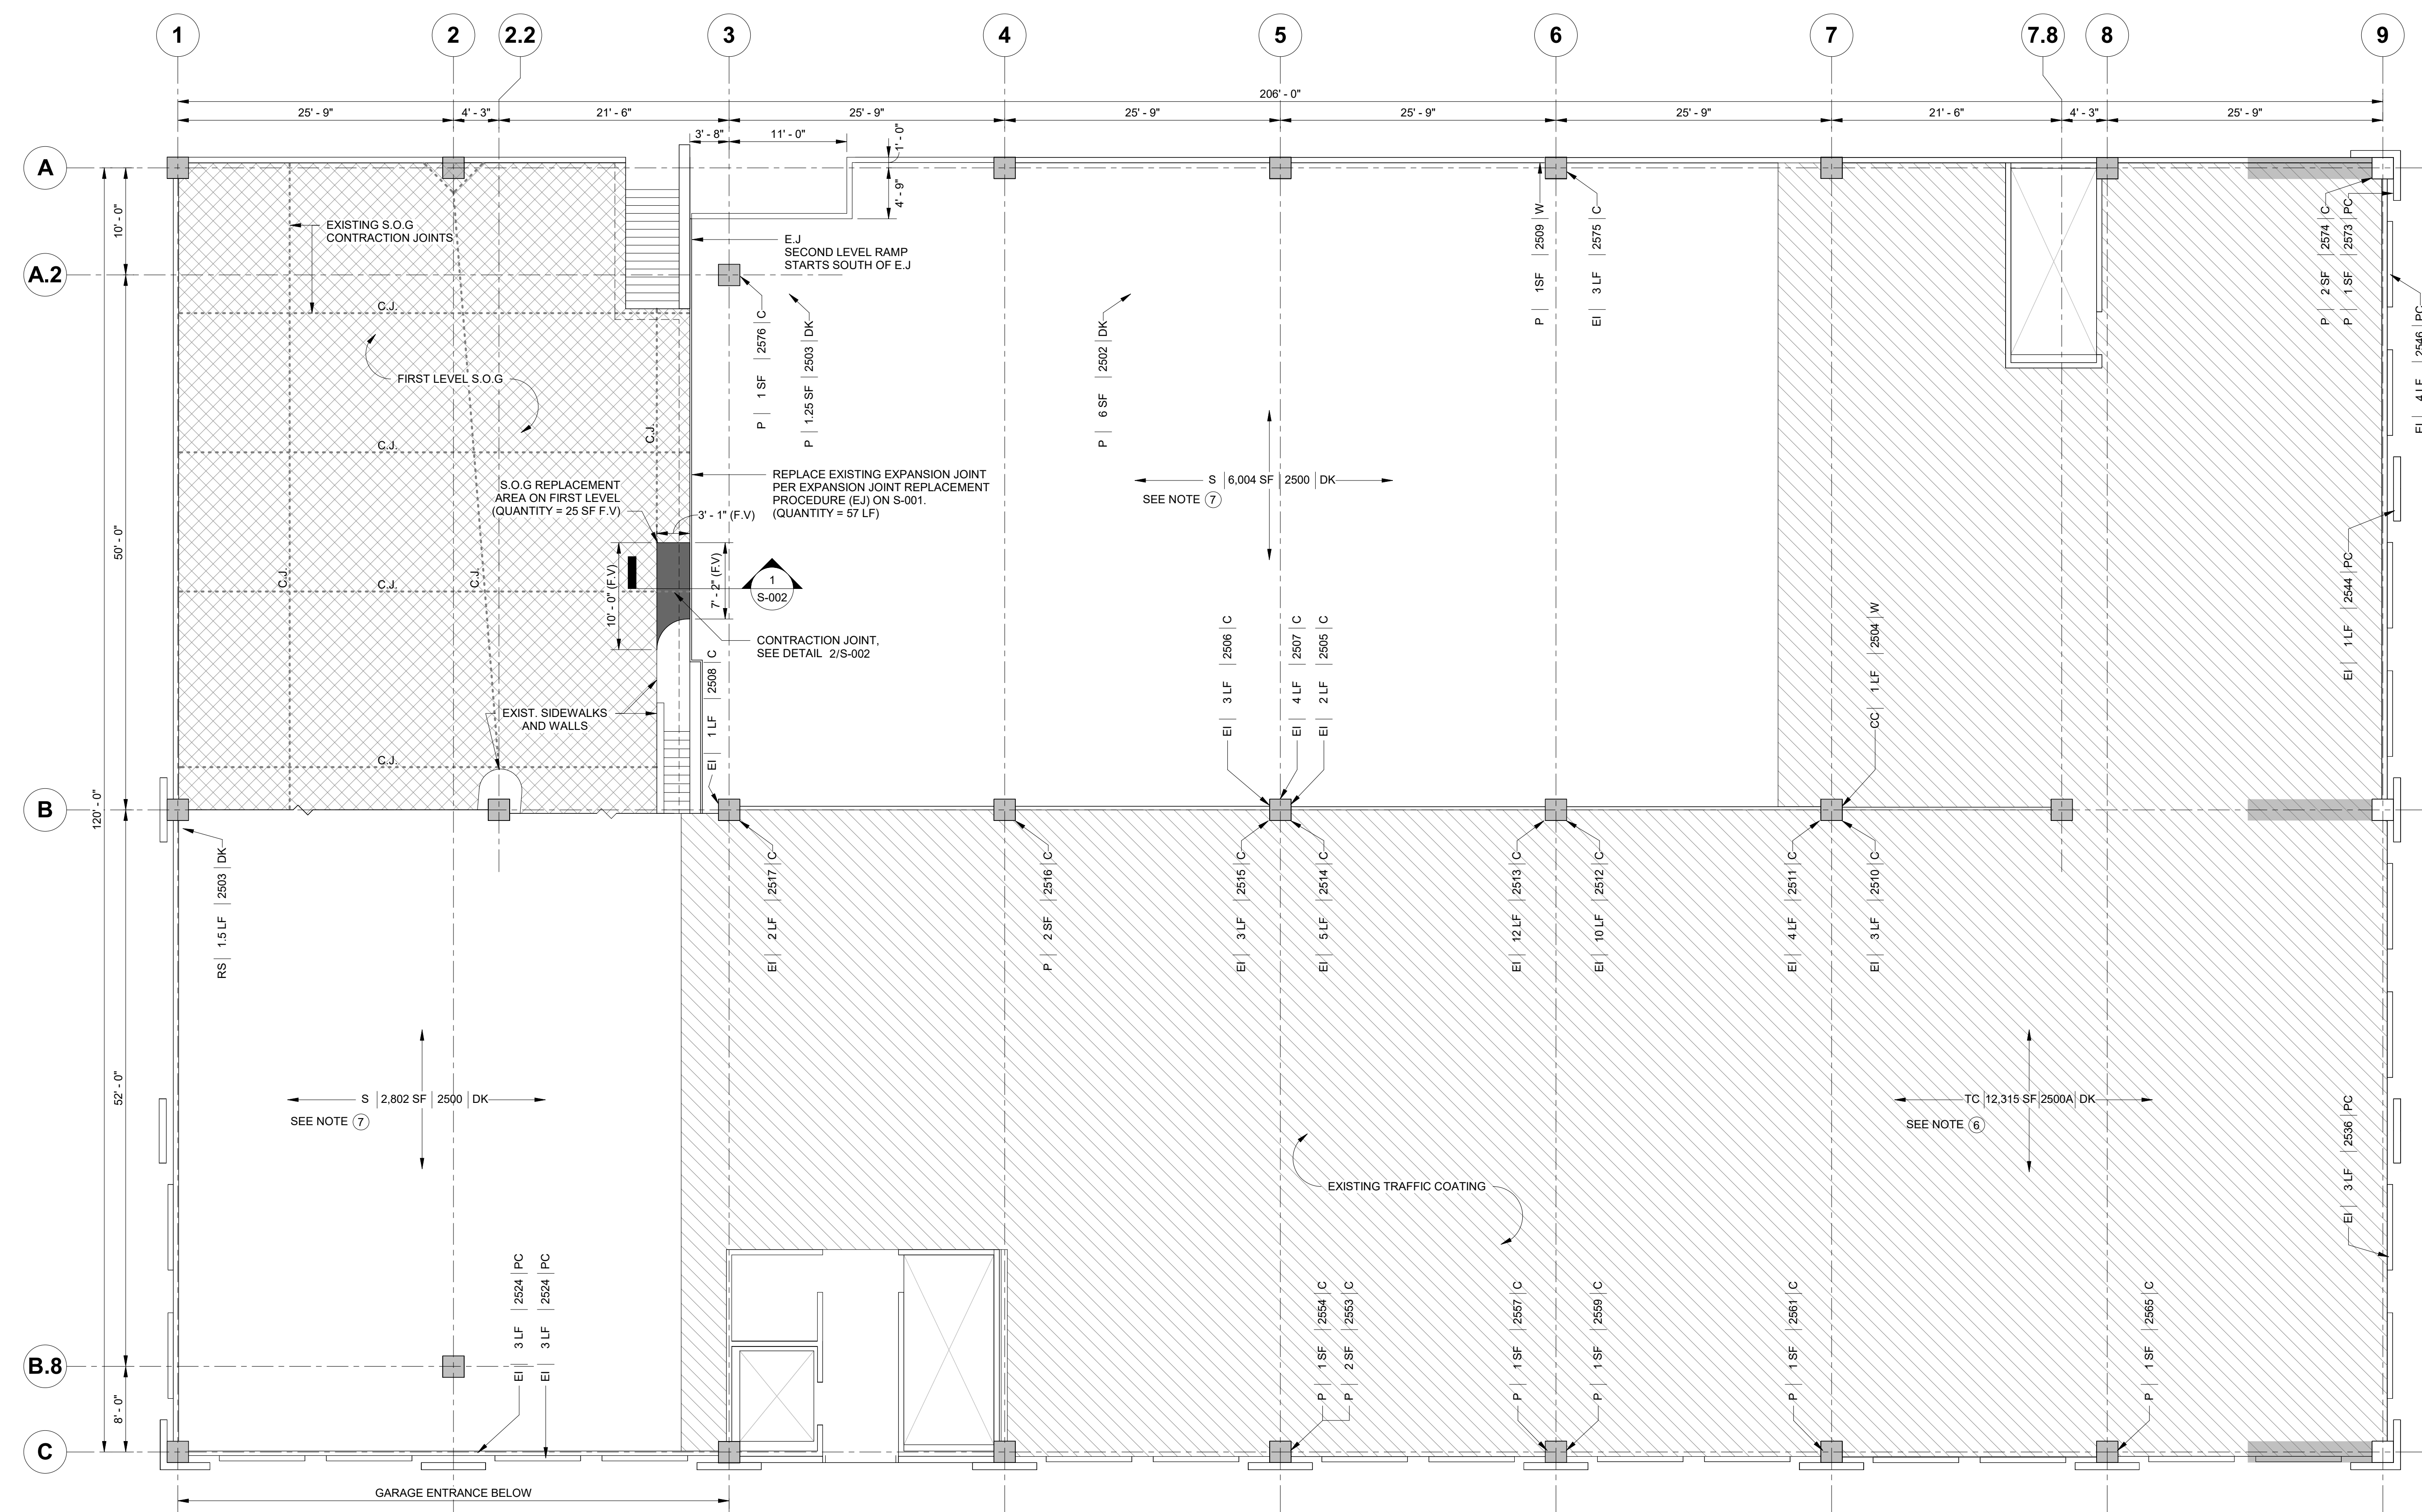 1
2
2.2
3
4
5
6
7
7.8
8
9
206' - 0"
25' - 9"
4' - 3"
21' - 6"
25' - 9"
25' - 9"
25' - 9"
25' - 9"
21' - 6"
4' - 3"
25' - 9"
3' - 8"
11' - 0"
1' - 0"
4' - 9"
A
A.2
B
B.8
C
10' - 0"
50' - 0"
120' - 0"
52' - 0"
8' - 0"
EXISTING S.O.G
CONTRACTION JOINTS
C.J.
FIRST LEVEL S.O.G
C.J.
C.J.
C.J.
C.J.
C.J.
C.J.
C.J.
E.J
SECOND LEVEL RAMP
STARTS SOUTH OF E.J
P | 1 SF | 2576 | C
P | 1.25 SF | 2503 | DK
P | 6 SF | 2502 | DK
P | 1SF | 2509 | W
EI | 3 LF | 2575 | C
P | 2 SF | 2574 | C
P | 1 SF | 2573 | PC
EI | 4 LF | 2546 | PC
S.O.G REPLACEMENT
AREA ON FIRST LEVEL
(QUANTITY = 25 SF F.V)
REPLACE EXISTING EXPANSION JOINT
PER EXPANSION JOINT REPLACEMENT
PROCEDURE (EJ) ON S-001.
(QUANTITY = 57 LF)
3' - 1" (F.V)
10' - 0" (F.V)
7' - 2" (F.V)
1
S-002
CONTRACTION JOINT,
SEE DETAIL 2/S-002
EXIST. SIDEWALKS
AND WALLS
S | 6,004 SF | 2500 | DK
SEE NOTE 7
EI | 1 LF | 2508 | C
EI | 3 LF | 2506 | C
EI | 4 LF | 2507 | C
EI | 2 LF | 2505 | C
CC | 1 LF | 2504 | W
EI | 1 LF | 2544 | PC
RS | 1.5 LF | 2503 | DK
EI | 2 LF | 2517 | C
P | 2 SF | 2516 | C
EI | 3 LF | 2515 | C
EI | 5 LF | 2514 | C
EI | 12 LF | 2513 | C
EI | 10 LF | 2512 | C
EI | 4 LF | 2511 | C
EI | 3 LF | 2510 | C
S | 2,802 SF | 2500 | DK
SEE NOTE 7
TC | 12,315 SF | 2500A | DK
SEE NOTE 6
EXISTING TRAFFIC COATING
EI | 3 LF | 2536 | PC
EI | 3 LF | 2524 | PC
EI | 3 LF | 2524 | PC
P | 1 SF | 2554 | C
P | 2 SF | 2553 | C
P | 1 SF | 2557 | C
P | 1 SF | 2559 | C
P | 1 SF | 2561 | C
P | 1 SF | 2565 | C
GARAGE ENTRANCE BELOW